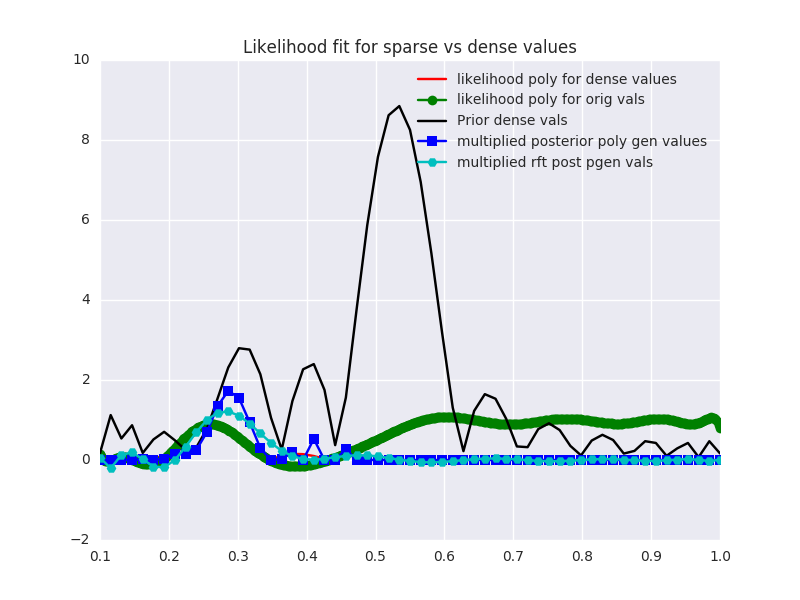 Likelihood fit for sparse vs dense values
10
8
6
4
2
0
−2
likelihood poly for dense values
likelihood poly for orig vals
Prior dense vals
multiplied posterior poly gen values
multiplied rft post pgen vals
0.1 0.2 0.3 0.4 0.5 0.6 0.7 0.8 0.9 1.0